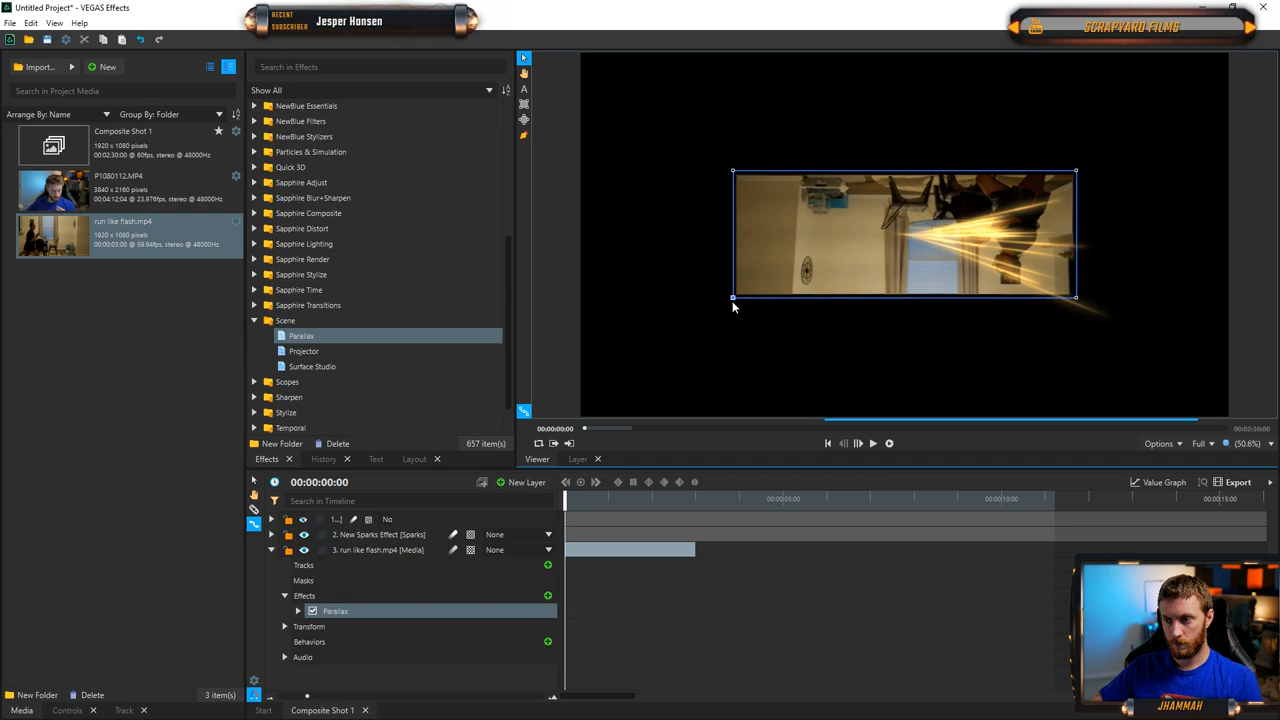 Untitled Project* - VEGAS Effects
File Edit View Help
RECENT
SUBSCRIBER
Jesper Honsen
SCRAPYARD FILMS
Import...
New
Search in Project Media
Arrange By: Name
Group By: Folder
Composite Shot 1
1920 x 1080 pixels
00:02:30:00 @ 60fps, stereo @ 48000Hz
P1080112.MP4
3840 x 2160 pixels
00:04:12:04 @ 23.976fps, stereo @ 48000Hz
run like flash.mp4
1920 x 1080 pixels
00:00:03:00 @ 59.94fps, stereo @ 48000Hz
New Folder
Delete
3 item(s)
Media
Controls
Track
Search in Effects
Show All
NewBlue Essentials
NewBlue Filters
NewBlue Stylizers
Particles & Simulation
Quick 3D
Sapphire Adjust
Sapphire Blur+Sharpen
Sapphire Composite
Sapphire Distort
Sapphire Lighting
Sapphire Render
Sapphire Stylize
Sapphire Time
Sapphire Transitions
Scene
Parallax
Projector
Surface Studio
Scopes
Sharpen
Stylize
Temporal
New Folder
Delete
657 item(s)
Effects
History
Text
Layout
A
00:00:00:00
00:02:30:00
Options
Full
(50.6%)
Viewer
Layer
00:00:00:00
New Layer
Value Graph
Export
Search in Timeline
00:00:05:00
00:00:10:00
00:00:15:00
1...]
No
2. New Sparks Effect [Sparks]
None
3. run like flash.mp4 [Media]
None
Tracks
Masks
Effects
Parallax
Transform
Behaviors
Audio
Start
Composite Shot 1
JHAMMAH